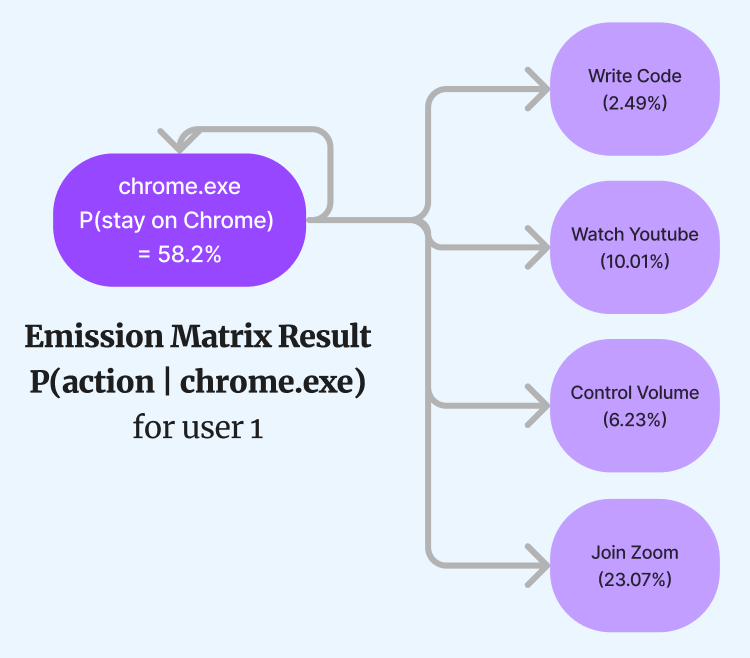 chrome.exe
P(stay on Chrome)
= 58.2%
Emission Matrix Result
P(action | chrome.exe)
for user 1
Write Code
(2.49%)
Watch Youtube
(10.01%)
Control Volume
(6.23%)
Join Zoom
(23.07%)